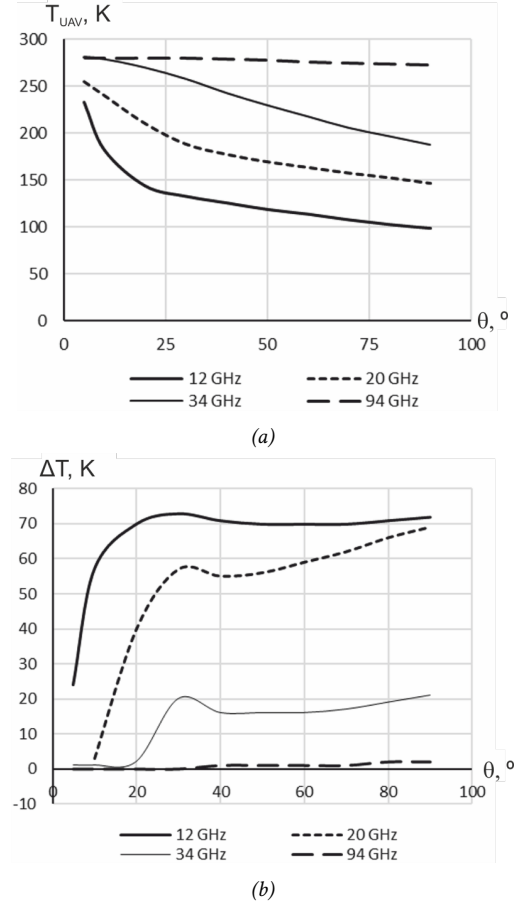 T_UAV, K
300
250
200
150
100
50
0
0 25 50 75 100
θ, º
12 GHz 20 GHz
34 GHz 94 GHz
(a)
ΔT, K
80
70
60
50
40
30
20
10
0
-10
0 20 40 60 80 100
θ, º
12 GHz 20 GHz
34 GHz 94 GHz
(b)